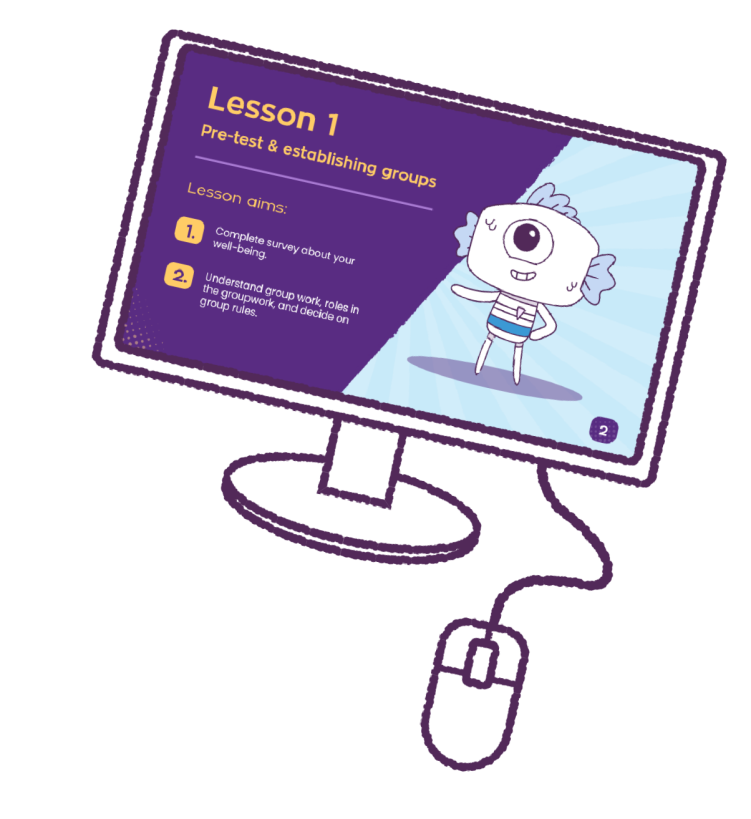 Lesson 1
Pre-test & establishing groups
Lesson aims:
1.
Complete survey about your
well-being.
2.
Understand group work, roles in
the groupwork, and decide on
group rules.
2